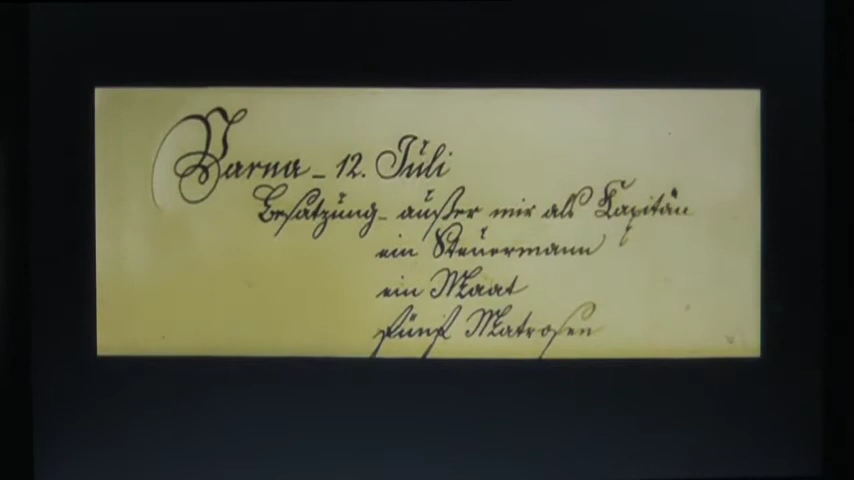 Varna – 12. Juli
Besatzung – außer mir als Kapitän
ein Steuermann
ein Maat
fünf Matrosen